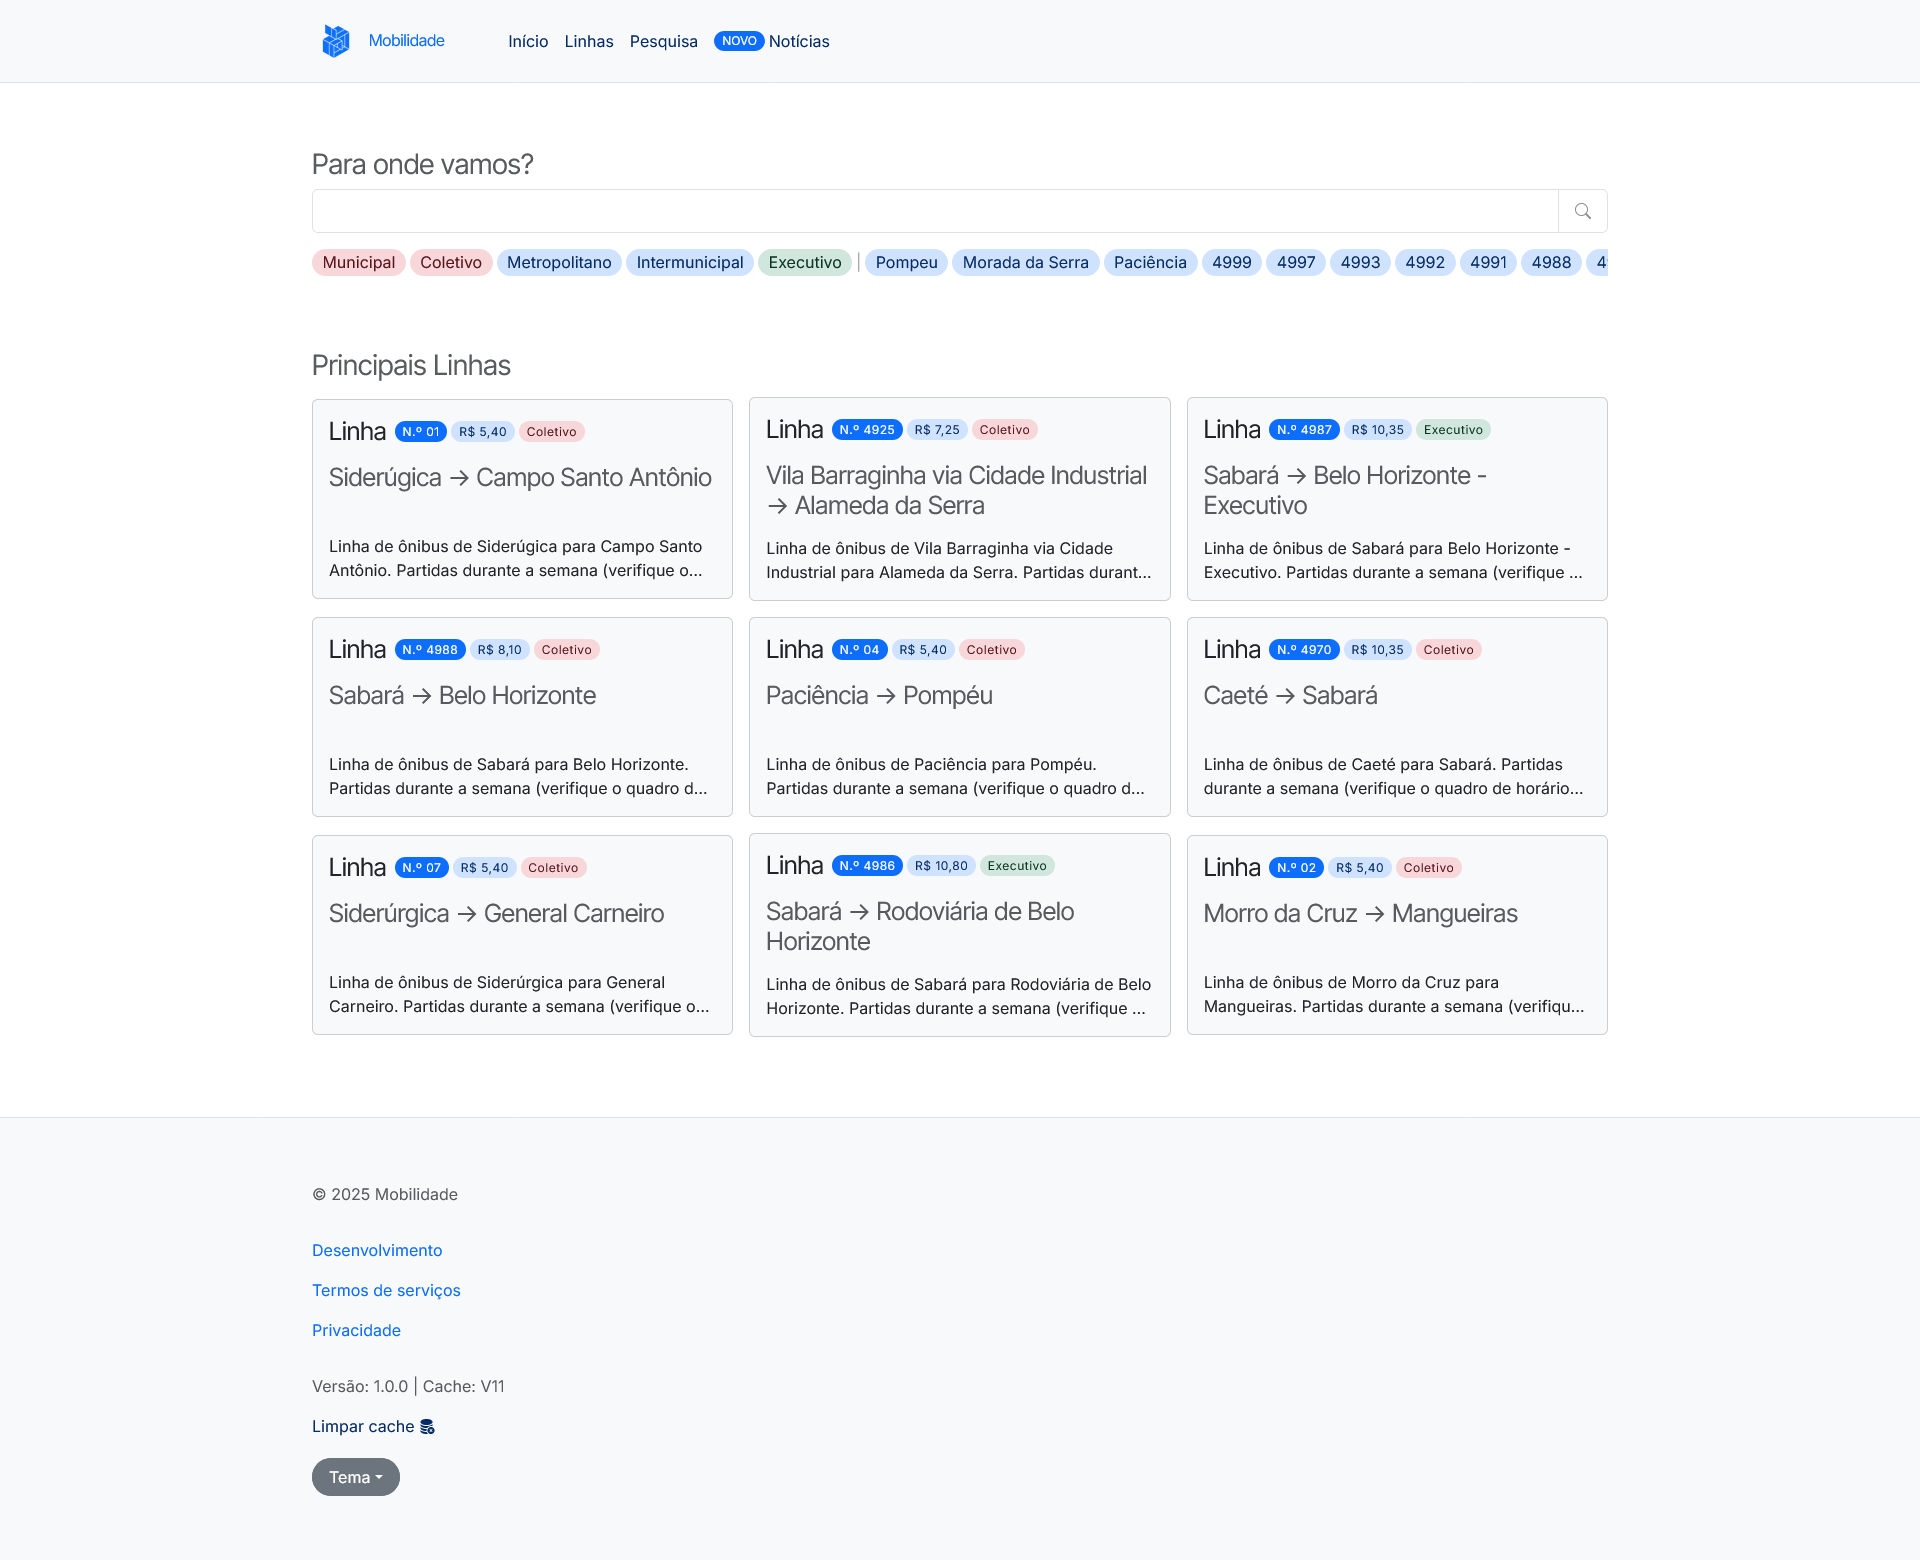 Mobilidade
Início
Linhas
Pesquisa
NOVO Notícias
Para onde vamos?
Municipal
Coletivo
Metropolitano
Intermunicipal
Executivo
|
Pompeu
Morada da Serra
Paciência
4999
4997
4993
4992
4991
4988
Principais Linhas
Linha N.º 01 R$ 5,40 Coletivo
Siderúgica → Campo Santo Antônio
Linha de ônibus de Siderúgica para Campo Santo
Antônio. Partidas durante a semana (verifique o...
Linha N.º 4925 R$ 7,25 Coletivo
Vila Barraginha via Cidade Industrial
→ Alameda da Serra
Linha de ônibus de Vila Barraginha via Cidade
Industrial para Alameda da Serra. Partidas durant...
Linha N.º 4987 R$ 10,35 Executivo
Sabará → Belo Horizonte -
Executivo
Linha de ônibus de Sabará para Belo Horizonte -
Executivo. Partidas durante a semana (verifique ...
Linha N.º 4988 R$ 8,10 Coletivo
Sabará → Belo Horizonte
Linha de ônibus de Sabará para Belo Horizonte.
Partidas durante a semana (verifique o quadro d...
Linha N.º 04 R$ 5,40 Coletivo
Paciência → Pompéu
Linha de ônibus de Paciência para Pompéu.
Partidas durante a semana (verifique o quadro d...
Linha N.º 4970 R$ 10,35 Coletivo
Caeté → Sabará
Linha de ônibus de Caeté para Sabará. Partidas
durante a semana (verifique o quadro de horário...
Linha N.º 07 R$ 5,40 Coletivo
Siderúrgica → General Carneiro
Linha de ônibus de Siderúrgica para General
Carneiro. Partidas durante a semana (verifique o...
Linha N.º 4986 R$ 10,80 Executivo
Sabará → Rodoviária de Belo
Horizonte
Linha de ônibus de Sabará para Rodoviária de Belo
Horizonte. Partidas durante a semana (verifique ...
Linha N.º 02 R$ 5,40 Coletivo
Morro da Cruz → Mangueiras
Linha de ônibus de Morro da Cruz para
Mangueiras. Partidas durante a semana (verifiqu...
© 2025 Mobilidade
Desenvolvimento
Termos de serviços
Privacidade
Versão: 1.0.0 | Cache: V11
Limpar cache
Tema